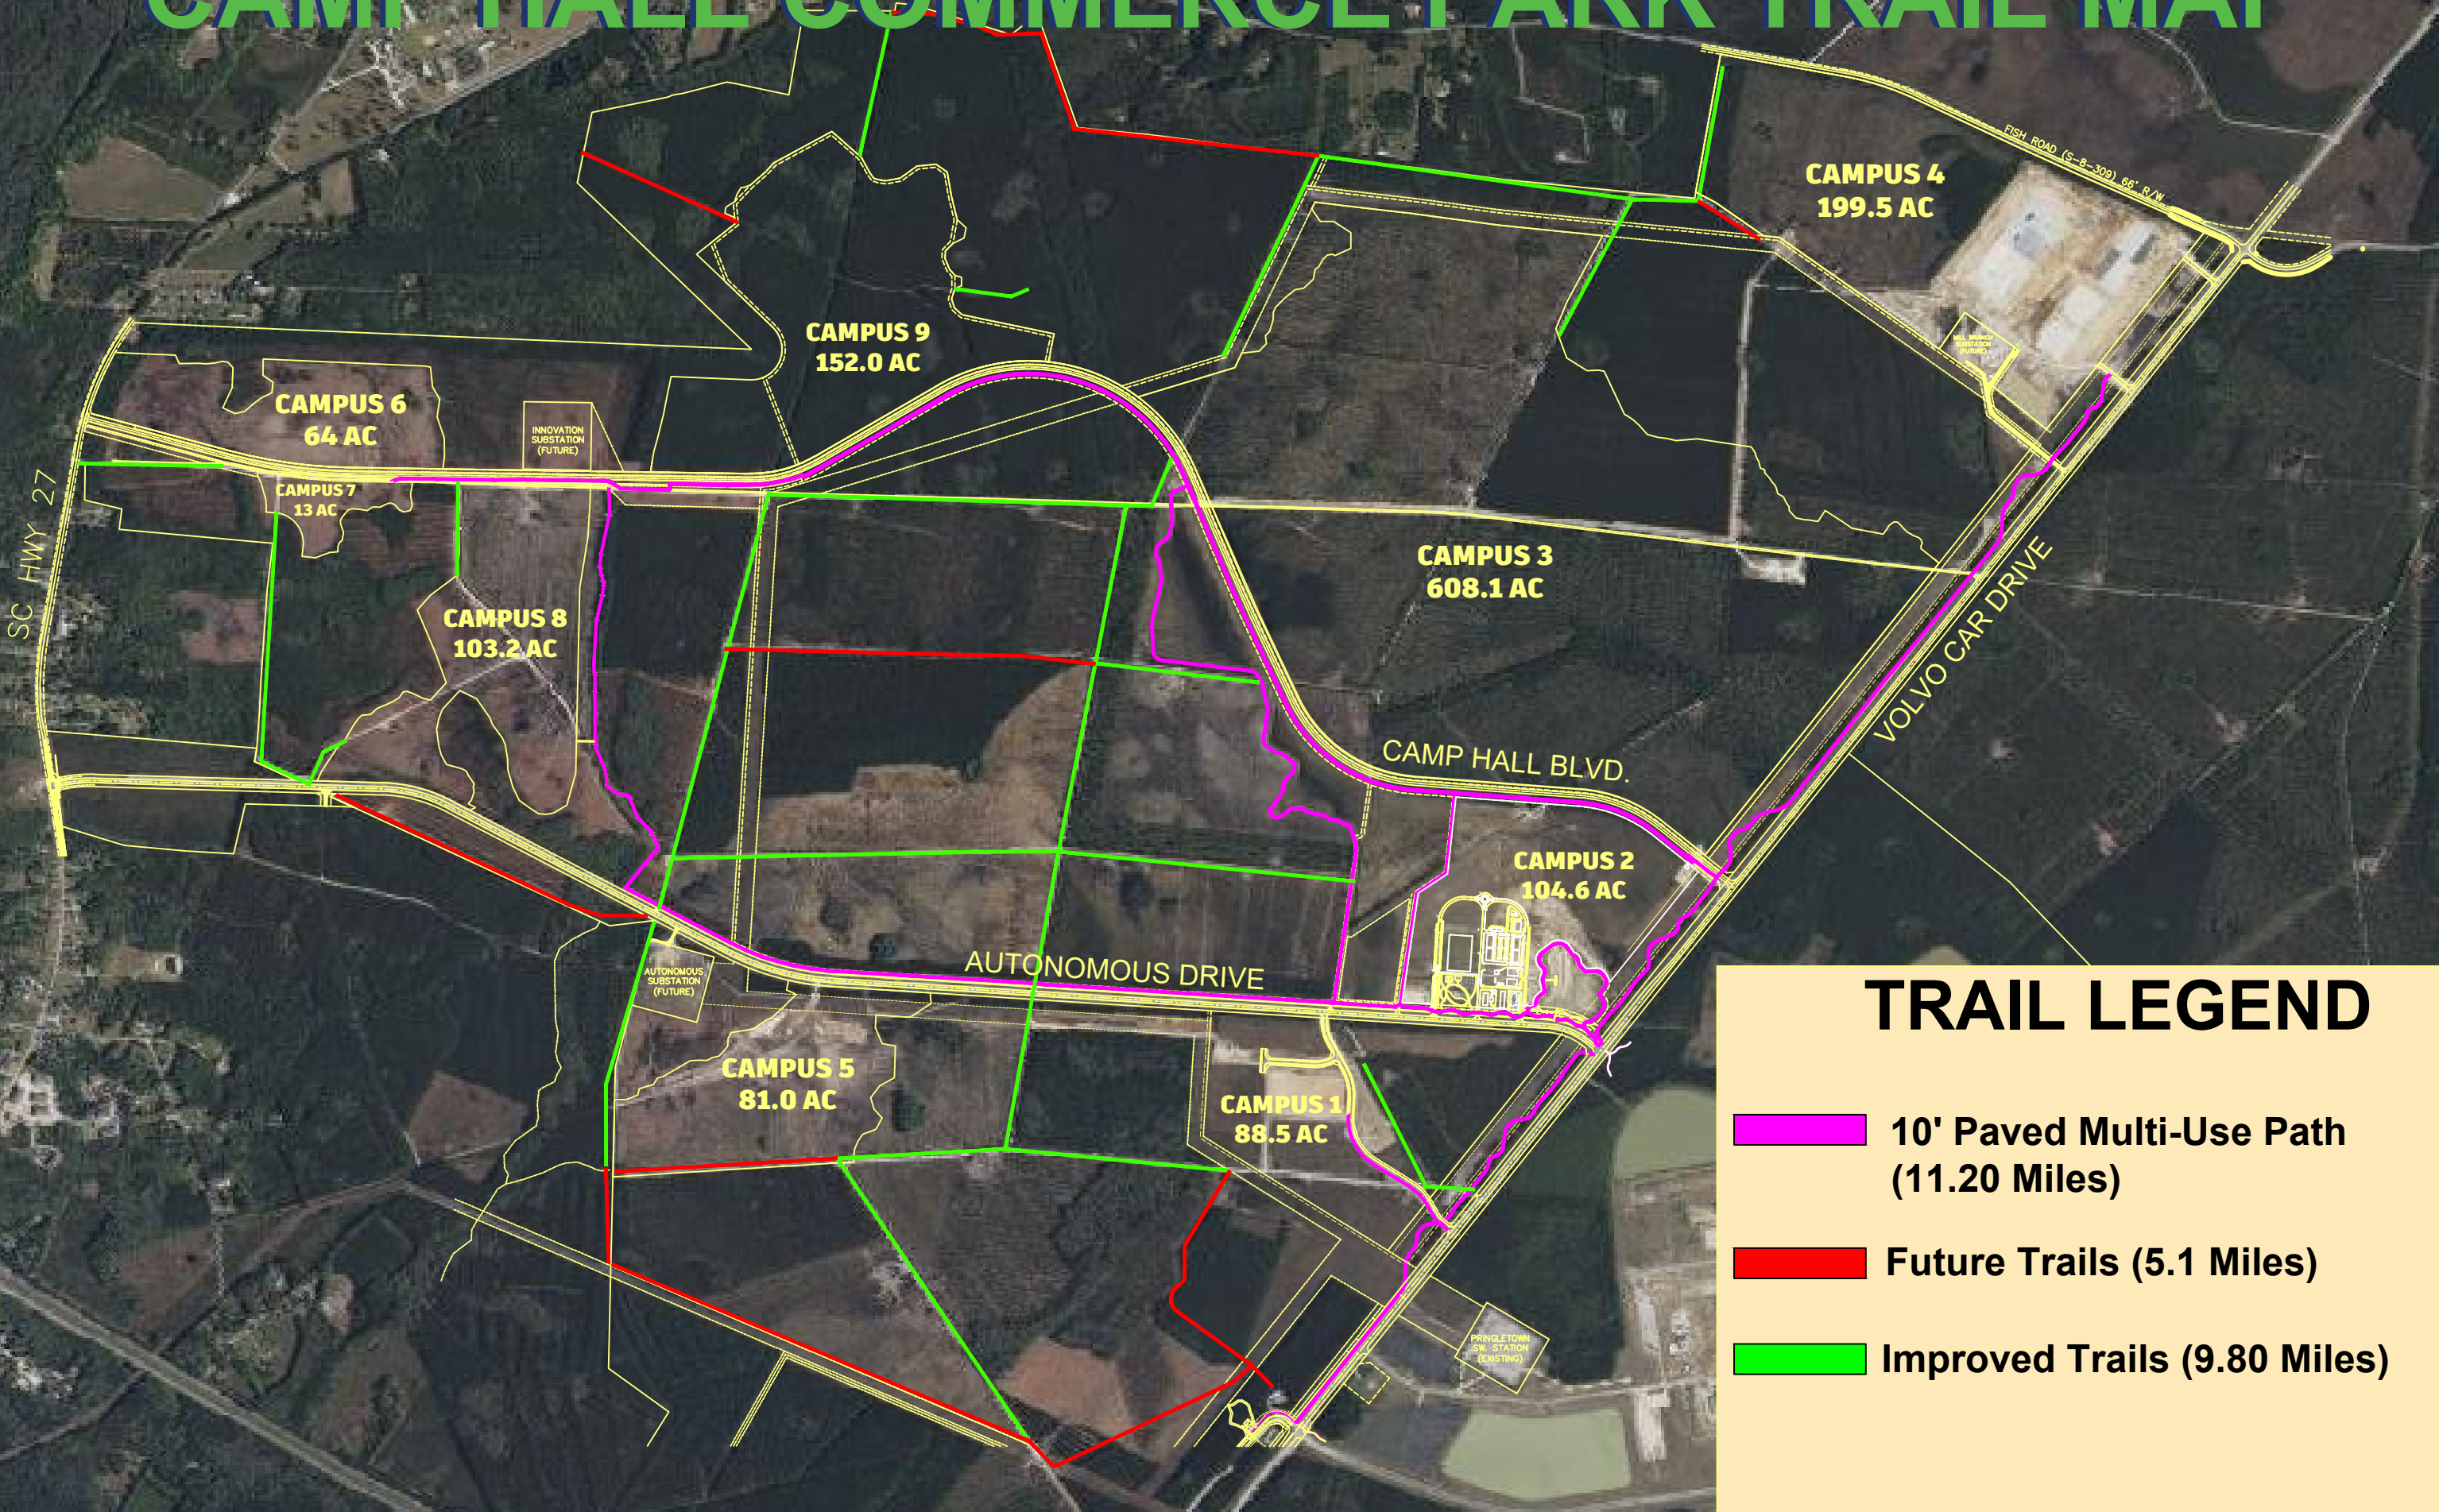 CAMP HALL COMMERCE PARK TRAIL MAP
FISH ROAD (S-8-309) 66' R/W
CAMPUS 4
199.5 AC
CAMPUS 9
152.0 AC
MILL BRANCH
SUBSTATION
(FUTURE)
CAMPUS 6
64 AC
INNOVATION
SUBSTATION
(FUTURE)
SC HWY 27
CAMPUS 7
13 AC
CAMPUS 3
608.1 AC
CAMPUS 8
103.2 AC
VOLVO CAR DRIVE
CAMP HALL BLVD.
CAMPUS 2
104.6 AC
AUTONOMOUS DRIVE
AUTONOMOUS
SUBSTATION
(FUTURE)
CAMPUS 5
81.0 AC
CAMPUS 1
88.5 AC
PRINGLETOWN
SW. STATION
(EXISTING)
TRAIL LEGEND
10' Paved Multi-Use Path
(11.20 Miles)
Future Trails (5.1 Miles)
Improved Trails (9.80 Miles)